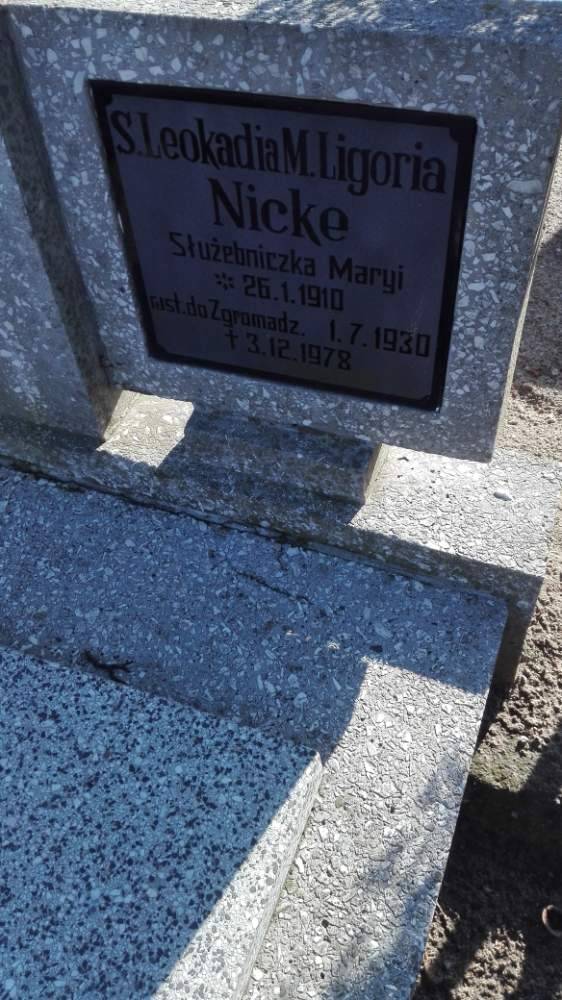 S.Leokadia M. Ligoria
Nicke
Służebniczka Maryi
* 26.1.1910
Wst.do Zgromadz. 1.7.1930
† 3.12.1978